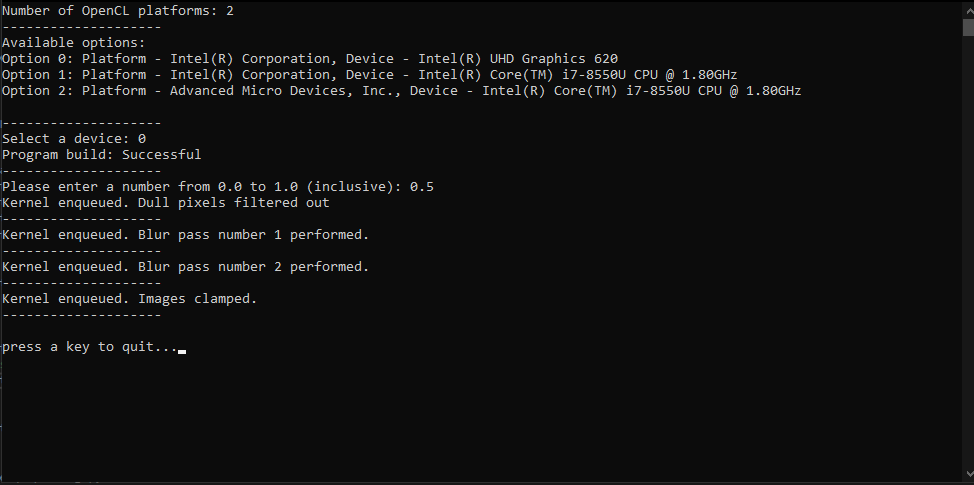 Number of OpenCL platforms: 2
--------------------
Available options:
Option 0: Platform - Intel(R) Corporation, Device - Intel(R) UHD Graphics 620
Option 1: Platform - Intel(R) Corporation, Device - Intel(R) Core(TM) i7-8550U CPU @ 1.80GHz
Option 2: Platform - Advanced Micro Devices, Inc., Device - Intel(R) Core(TM) i7-8550U CPU @ 1.80GHz
--------------------
Select a device: 0
Program build: Successful
--------------------
Please enter a number from 0.0 to 1.0 (inclusive): 0.5
Kernel enqueued. Dull pixels filtered out
--------------------
Kernel enqueued. Blur pass number 1 performed.
--------------------
Kernel enqueued. Blur pass number 2 performed.
--------------------
Kernel enqueued. Images clamped.
--------------------
press a key to quit...